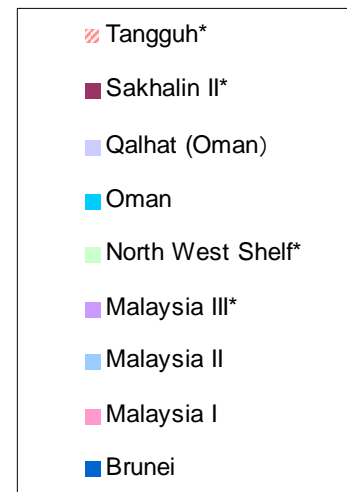 Tangguh*
Sakhalin II*
Qalhat (Oman)
Oman
North West Shelf*
Malaysia III*
Malaysia II
Malaysia I
Brunei